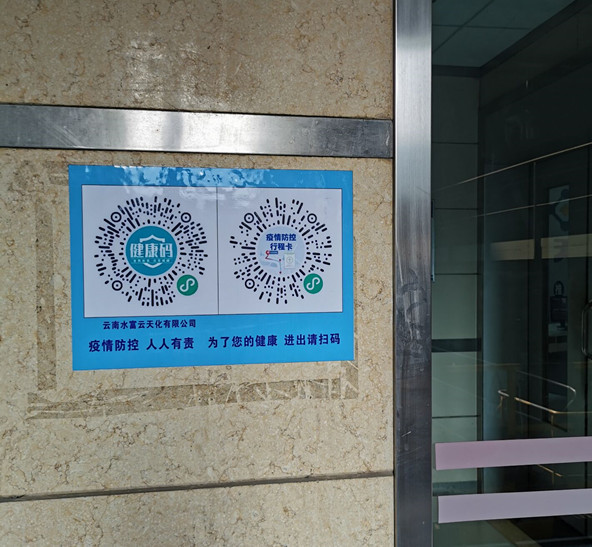 健康码
疫情防控
行程卡
云南水富云天化有限公司
疫情防控 人人有责 为了您的健康 进出请扫码